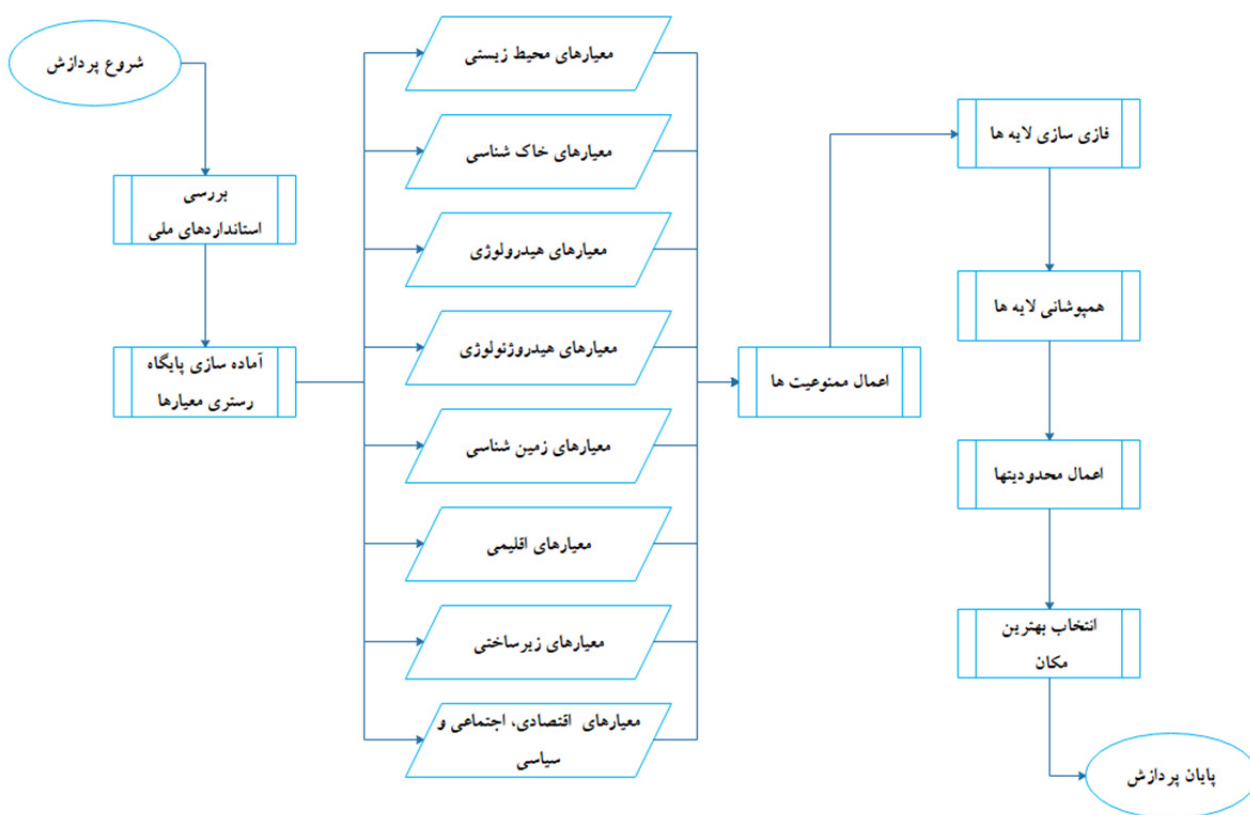 شروع پردازش
بررسی
استانداردهای ملی
آماده سازی پایگاه
رستری معیارها
معیارهای محیط زیستی
معیارهای خاک شناسی
معیارهای هیدرولوژی
معیارهای هیدروژئولوژی
معیارهای زمین شناسی
معیارهای اقلیمی
معیارهای زیرساختی
معیارهای اقتصادی، اجتماعی و
سیاسی
اعمال ممنوعیت ها
فازی سازی لایه ها
همپوشانی لایه ها
اعمال محدودیتها
انتخاب بهترین
مکان
پایان پردازش